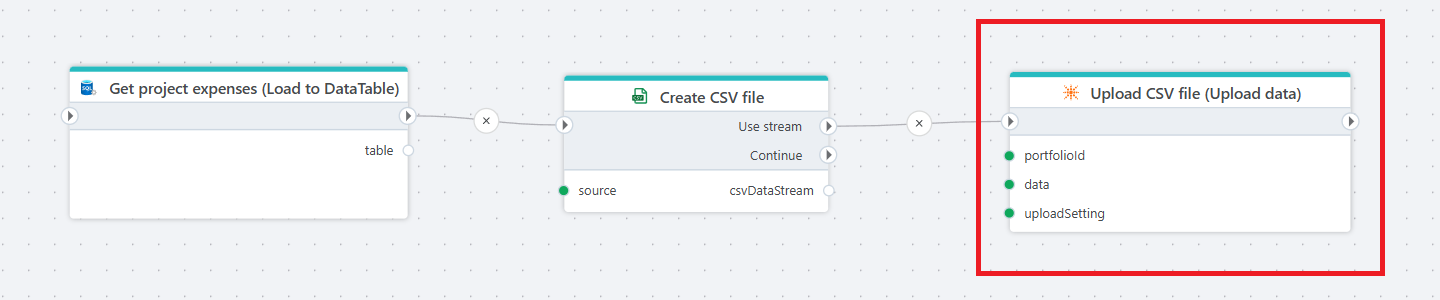 Get project expenses (Load to DataTable)
table
Create CSV file
Use stream
Continue
source
csvDataStream
Upload CSV file (Upload data)
portfolioId
data
uploadSetting